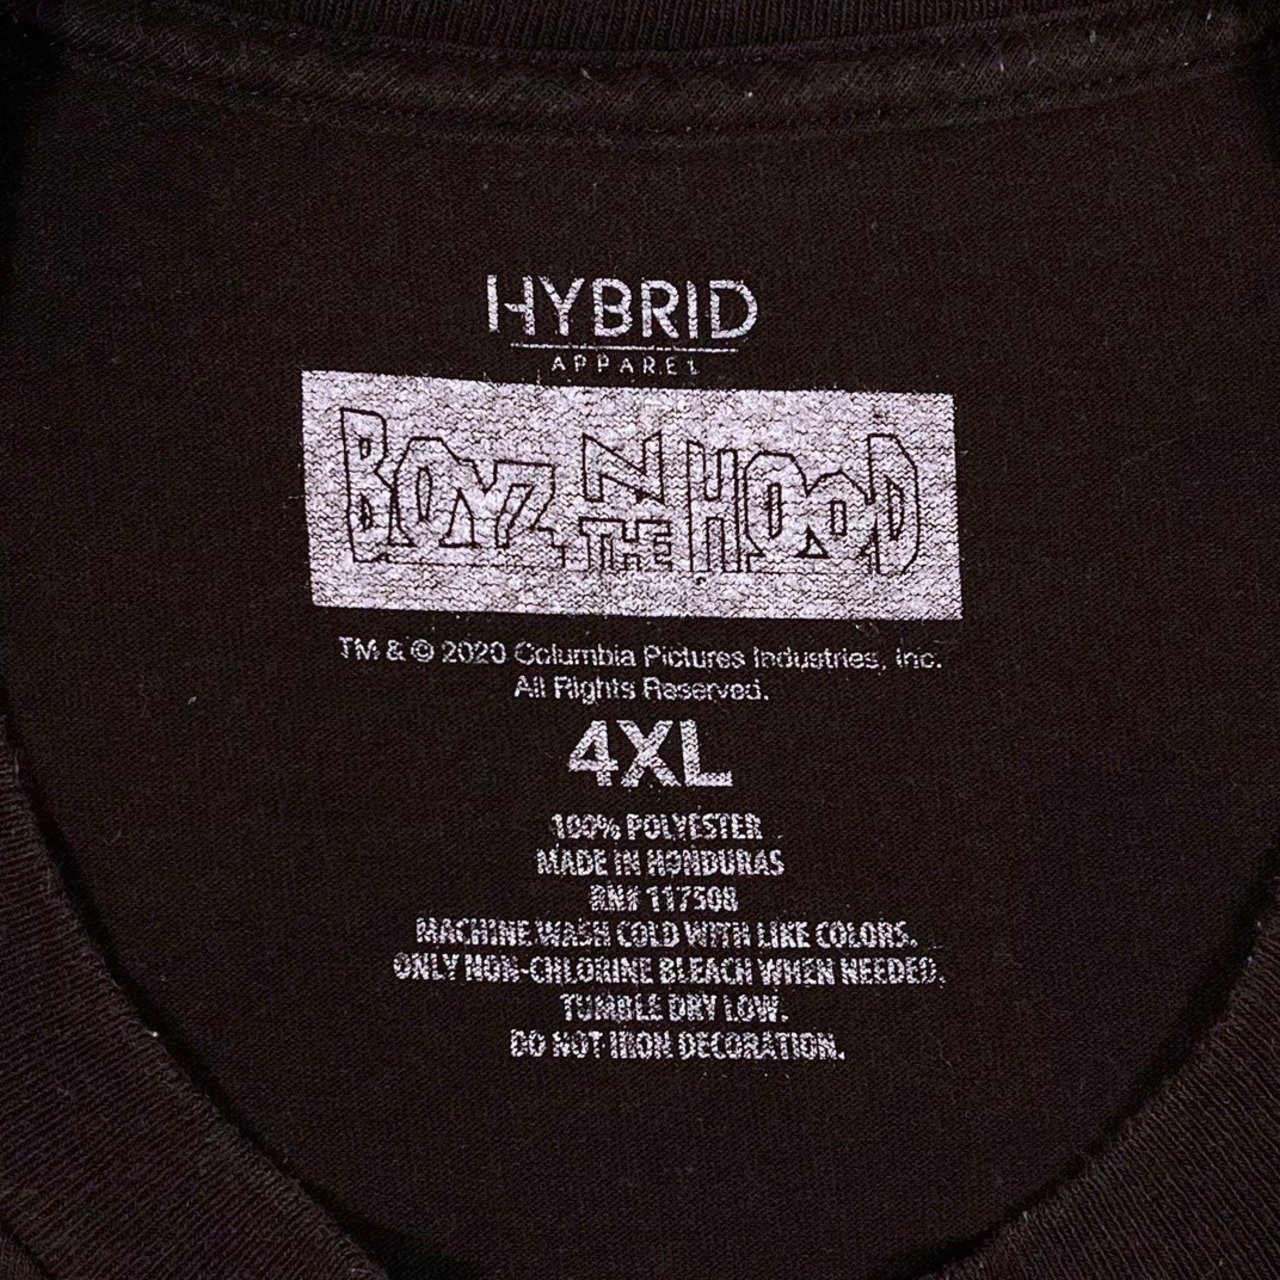 HYBRID
APPAREL
BOYZ N THE HOOD
TM & © 2020 Columbia Pictures Industries, Inc.
All Rights Reserved.
4XL
100% POLYESTER
MADE IN HONDURAS
RN# 117508
MACHINE WASH COLD WITH LIKE COLORS.
ONLY NON-CHLORINE BLEACH WHEN NEEDED.
TUMBLE DRY LOW.
DO NOT IRON DECORATION.